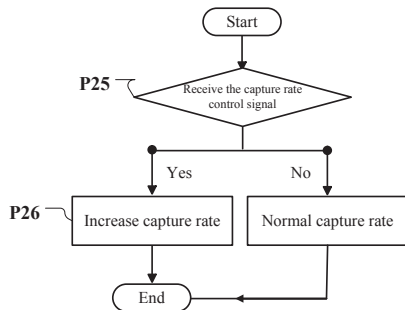 Start
P25
Receive the capture rate
control signal
Yes
No
P26
Increase capture rate
Normal capture rate
End